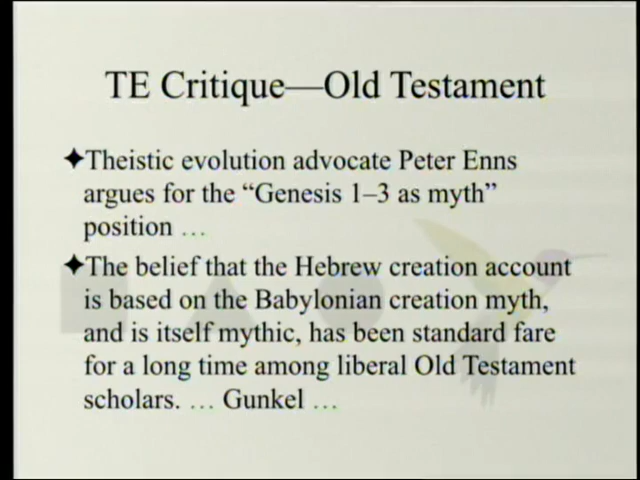 TE Critique—Old Testament
✦Theistic evolution advocate Peter Enns
argues for the “Genesis 1–3 as myth”
position …
✦The belief that the Hebrew creation account
is based on the Babylonian creation myth,
and is itself mythic, has been standard fare
for a long time among liberal Old Testament
scholars. … Gunkel …